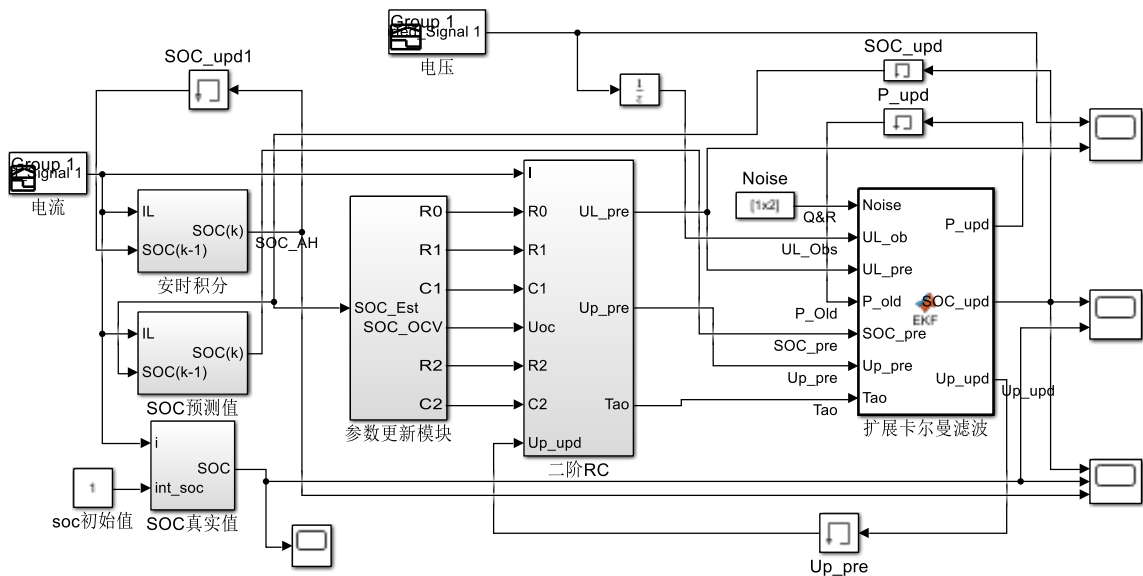 Group 1
Signal 1
电压
SOC_upd1
SOC_upd
P_upd
1
z
Group 1
Signal 1
电流
IL
SOC(k-1)
SOC(k)
SOC_AH
安时积分
IL
SOC(k-1)
SOC(k)
SOC预测值
i
int_soc
SOC
SOC真实值
1
soc初始值
SOC_Est
R0
R1
C1
SOC_OCV
R2
C2
参数更新模块
I
R0
R1
C1
Uoc
R2
C2
Up_upd
UL_pre
Up_pre
Tao
二阶RC
Noise
[1x2]
Q&R
UL_Obs
P_Old
SOC_pre
Up_pre
Tao
Noise
UL_ob
UL_pre
P_old
SOC_pre
Up_pre
Tao
P_upd
SOC_upd
Up_upd
EKF
扩展卡尔曼滤波
Up_upd
Up_pre